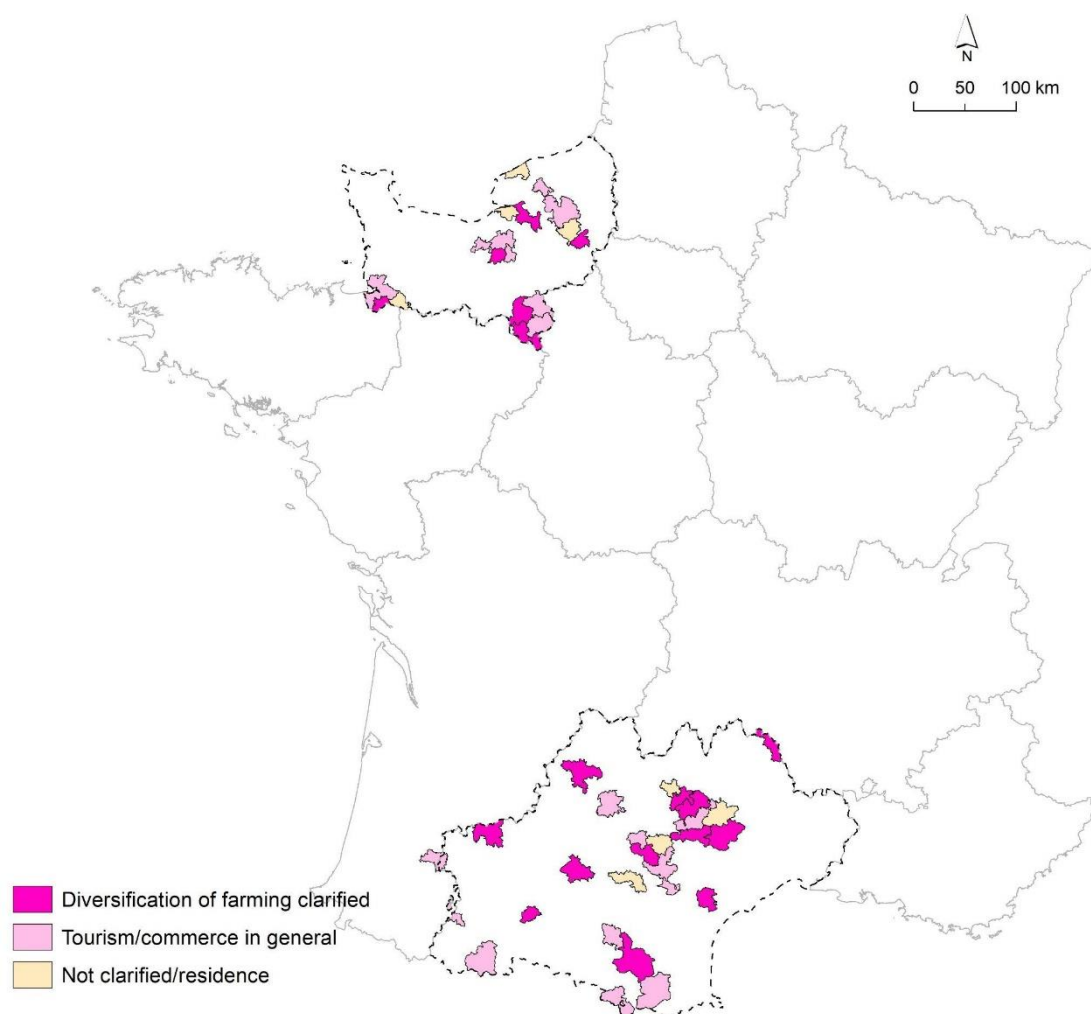 N
0 50 100 km
Diversification of farming clarified
Tourism/commerce in general
Not clarified/residence